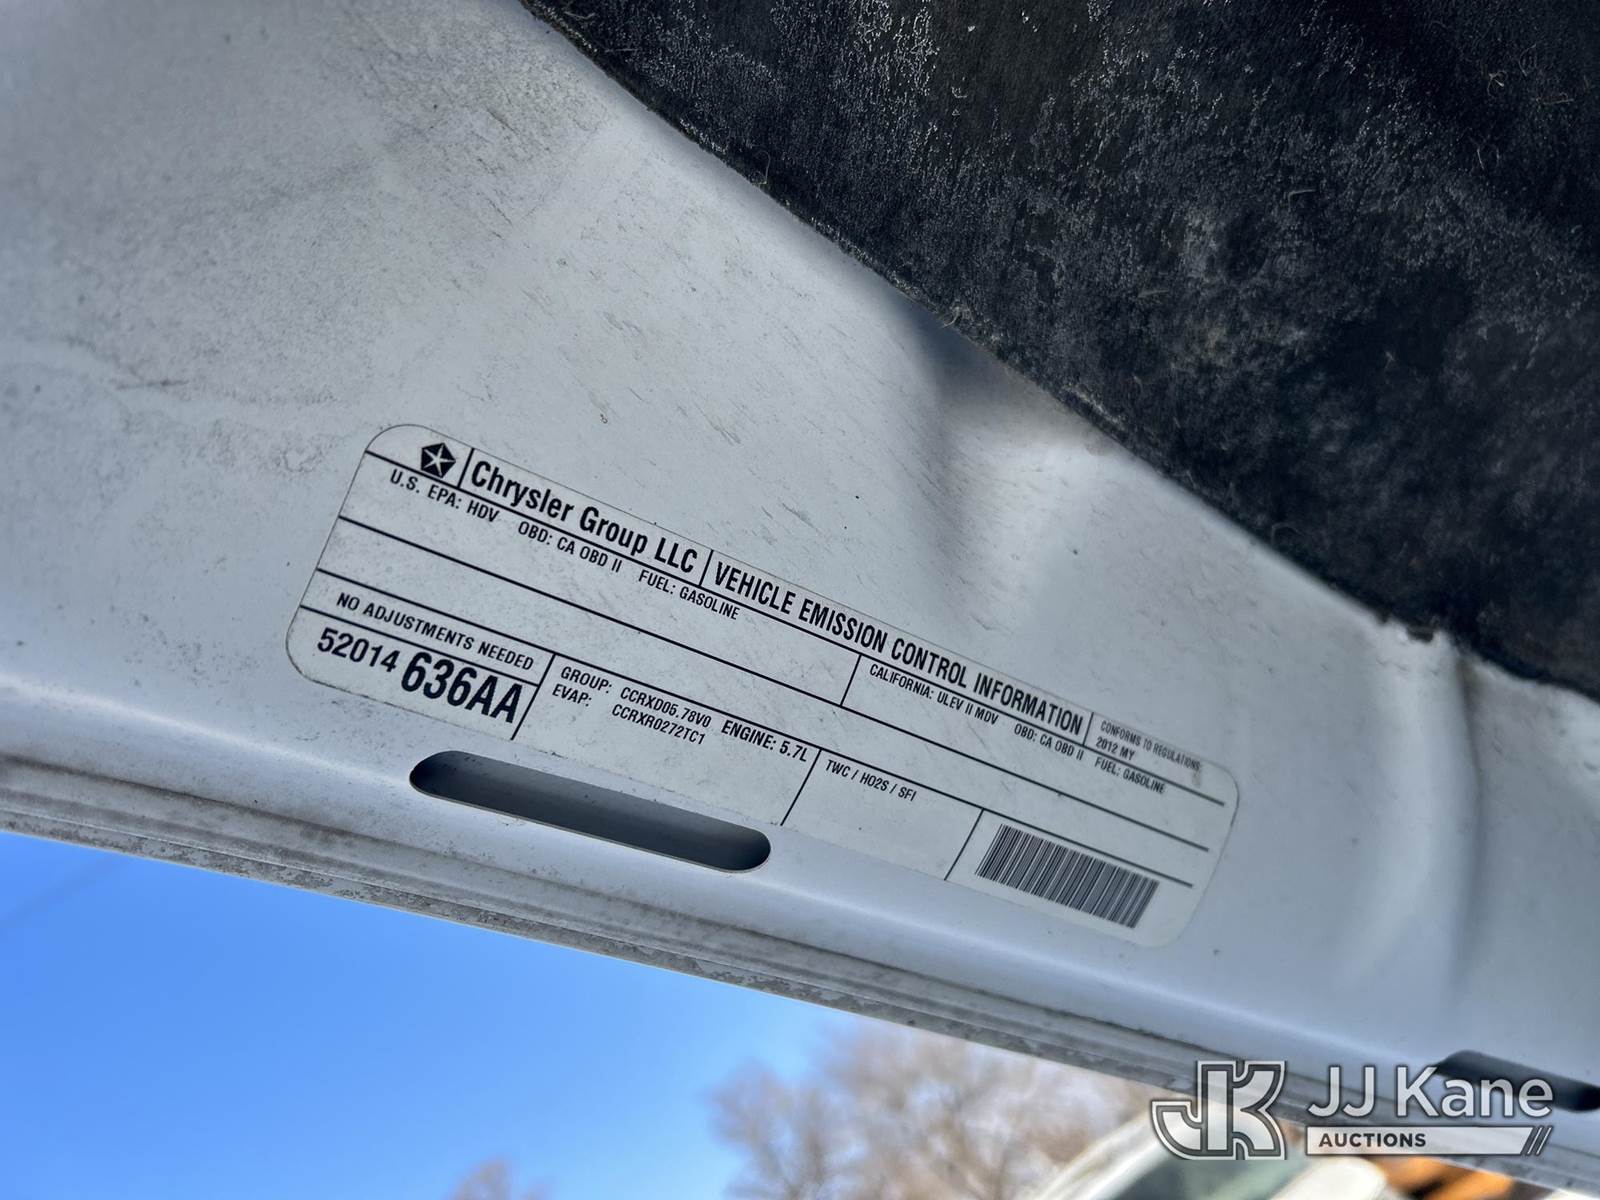 Chrysler Group LLC VEHICLE EMISSION CONTROL INFORMATION CONFORMS TO REGULATIONS:
2012 MY
U.S. EPA: HDV OBD: CA OBD II FUEL: GASOLINE CALIFORNIA: ULEV II MDV OBD: CA OBD II FUEL: GASOLINE
NO ADJUSTMENTS NEEDED
52014 636AA
GROUP: CCRXD05.78V0 ENGINE: 5.7L
EVAP: CCRXR0272TC1
TWC / HO2S / SFI
JK JJ Kane
AUCTIONS